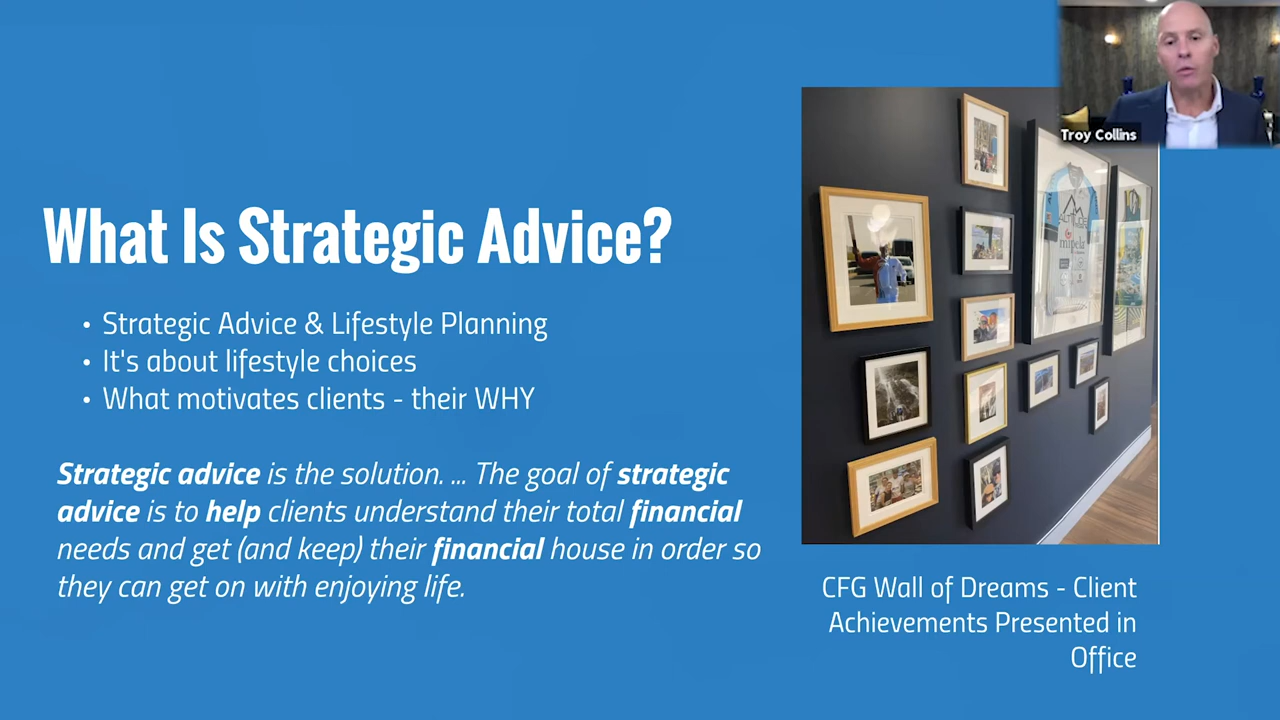 Troy Collins
What Is Strategic Advice?
• Strategic Advice & Lifestyle Planning
• It's about lifestyle choices
• What motivates clients - their WHY
Strategic advice is the solution. ... The goal of strategic
advice is to help clients understand their total financial
needs and get (and keep) their financial house in order so
they can get on with enjoying life.
CFG Wall of Dreams - Client
Achievements Presented in
Office